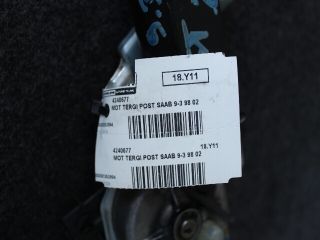 18.Y11
4240677
MOT TERGI POST SAAB 9-3 98 02
4240677 18.Y11
MOT TERGI POST SAAB 9-3 98 02